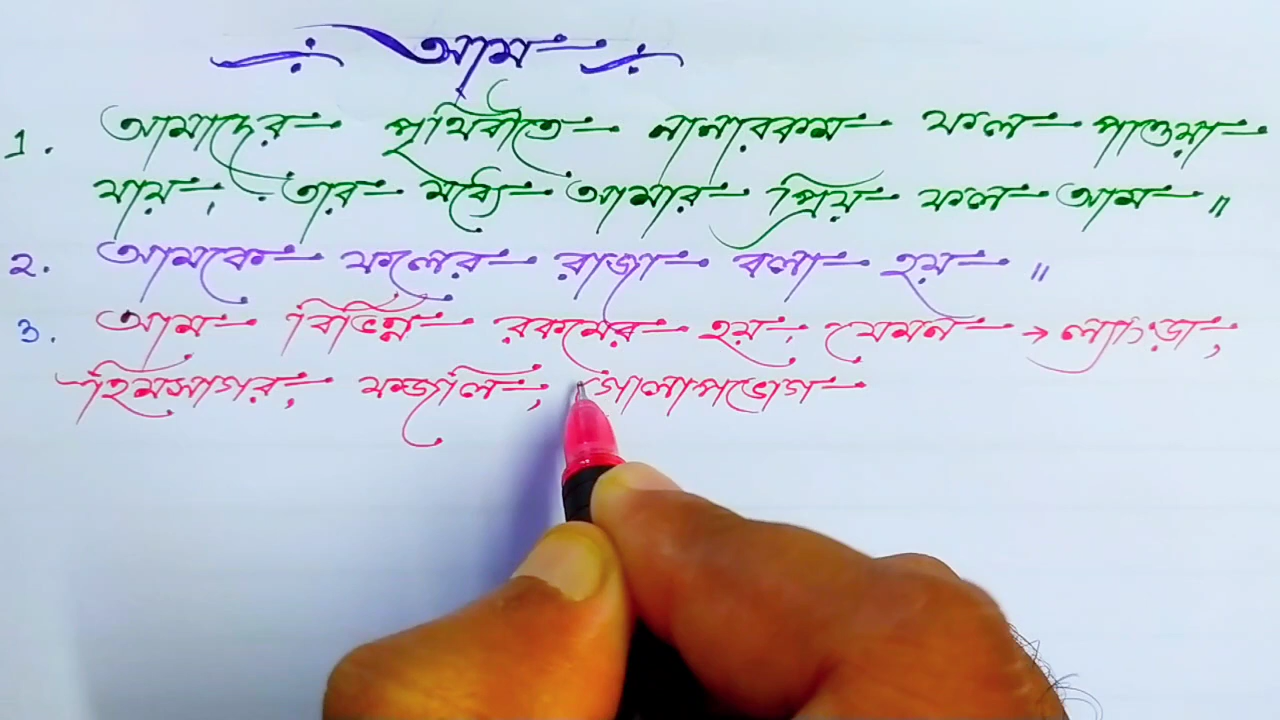 আম
1. আমাদের পৃথিবীতে নানারকম ফল পাওয়া
যায়, তার মধ্যে আমার প্রিয় ফল আম॥
২. আমকে ফলের রাজা বলা হয়॥
3. আম বিভিন্ন রকমের হয়, যেমন → ল্যাংড়া,
হিমসাগর, ফজলি, গোলাপভোগ